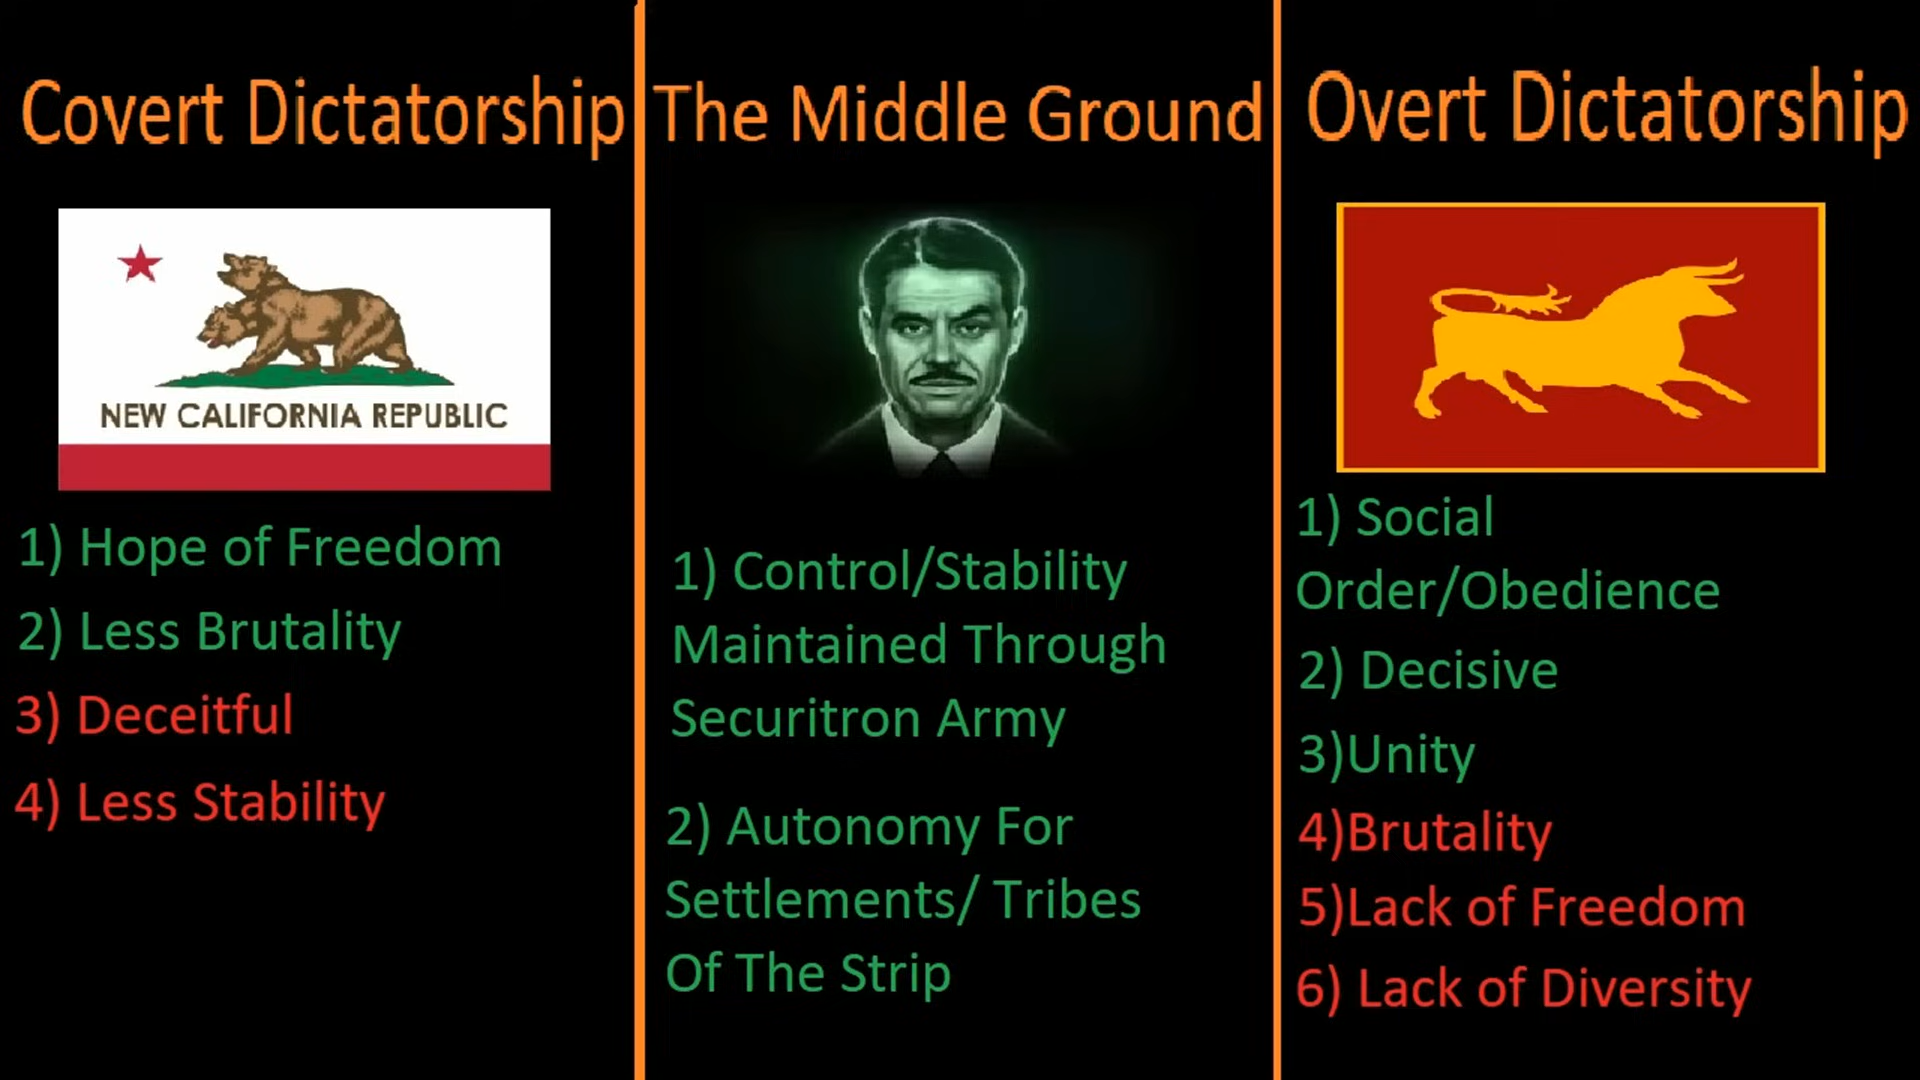 Covert Dictatorship
NEW CALIFORNIA REPUBLIC
1) Hope of Freedom
2) Less Brutality
3) Deceitful
4) Less Stability
The Middle Ground
1) Control/Stability
Maintained Through
Securitron Army
2) Autonomy For
Settlements/ Tribes
Of The Strip
Overt Dictatorship
1) Social
Order/Obedience
2) Decisive
3)Unity
4)Brutality
5)Lack of Freedom
6) Lack of Diversity